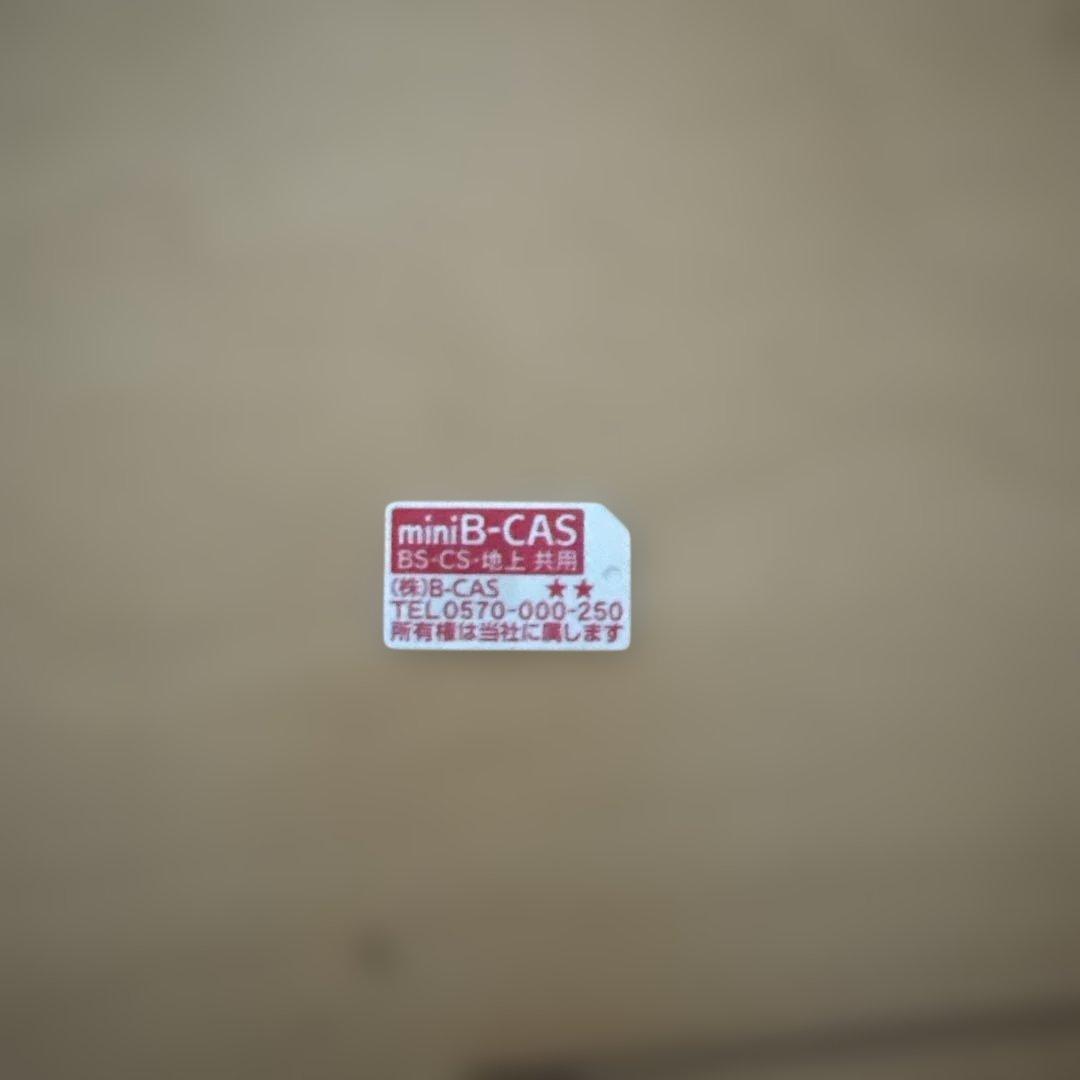 miniB-CAS
BS・CS・地上 共用
(株)B-CAS ★★
TEL0570-000-250
所有権は当社に属します